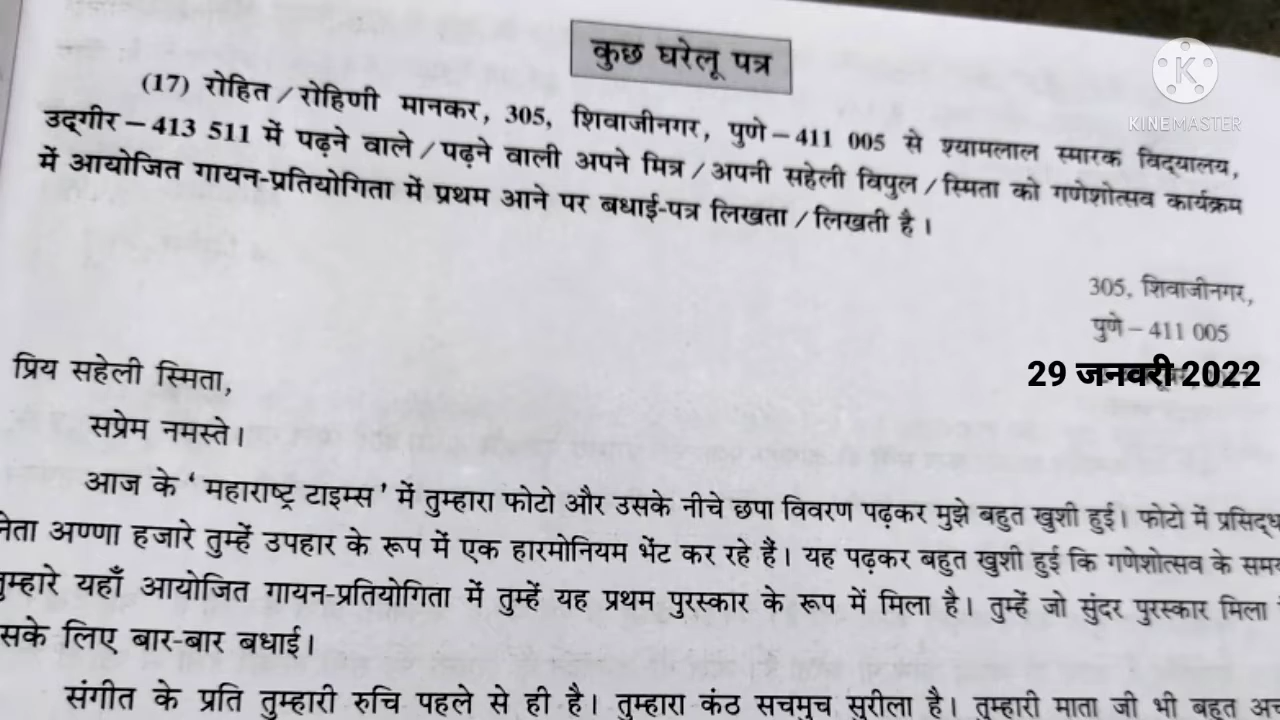 कुछ घरेलू पत्र
KINEMASTER
(17) रोहित / रोहिणी मानकर, 305, शिवाजीनगर, पुणे – 411 005 से श्यामलाल स्मारक विद्यालय,
उद्गीर – 413 511 में पढ़ने वाले / पढ़ने वाली अपने मित्र / अपनी सहेली विपुल / स्मिता को गणेशोत्सव कार्यक्रम
में आयोजित गायन-प्रतियोगिता में प्रथम आने पर बधाई-पत्र लिखता / लिखती है ।
305, शिवाजीनगर,
पुणे – 411 005
29 जनवरी 2022
प्रिय सहेली स्मिता,
सप्रेम नमस्ते ।
आज के ' महाराष्ट्र टाइम्स ' में तुम्हारा फोटो और उसके नीचे छपा विवरण पढ़कर मुझे बहुत खुशी हुई । फोटो में प्रसिद्ध
नेता अण्णा हजारे तुम्हें उपहार के रूप में एक हारमोनियम भेंट कर रहे हैं । यह पढ़कर बहुत खुशी हुई कि गणेशोत्सव के
तुम्हारे यहाँ आयोजित गायन-प्रतियोगिता में तुम्हें यह प्रथम पुरस्कार के रूप में मिला है । तुम्हें जो सुंदर पुरस्कार मिला
के लिए बार-बार बधाई ।
संगीत के प्रति तुम्हारी रुचि पहले से ही है । तुम्हारा कंठ सचमुच सुरीला है । तुम्हारी माता जी भी बहुत